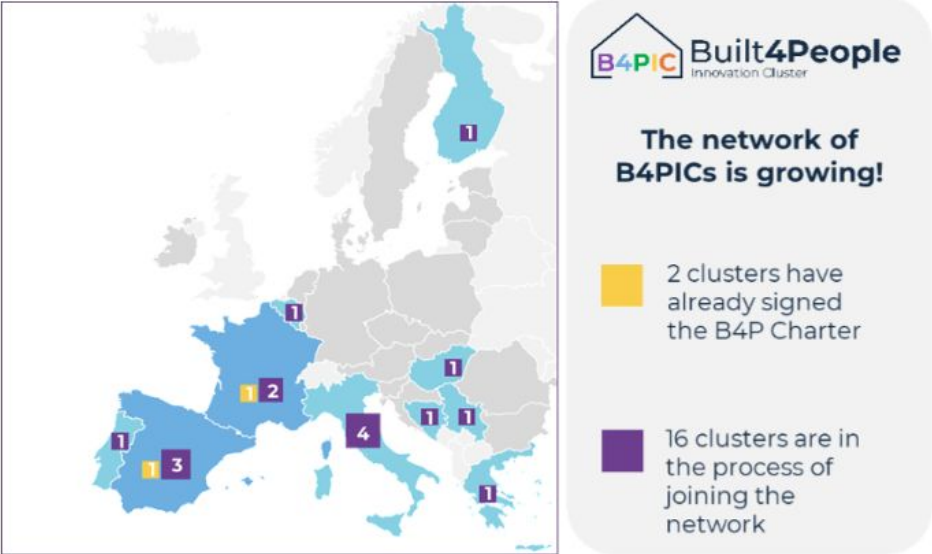 1
1
1
1 2
1 1
4
1
1 3
1
B4PIC Built4People
Innovation Cluster
The network of
B4PICs is growing!
2 clusters have
already signed
the B4P Charter
16 clusters are in
the process of
joining the
network